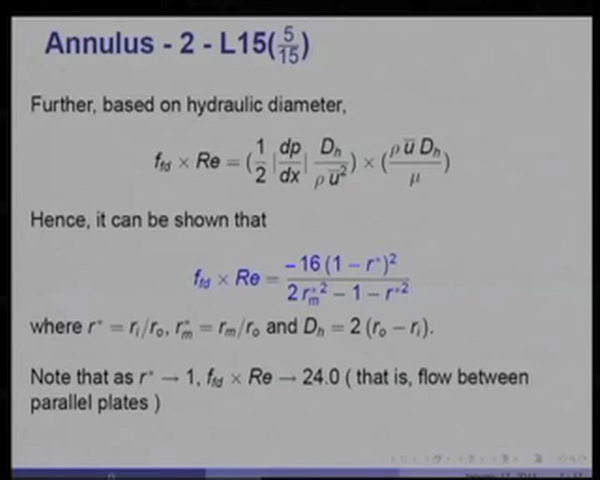 Annulus - 2 - L15(5/15)
Further, based on hydraulic diameter,
f_fd × Re = (1/2 |dp/dx| D_h/(ρ ū²)) × (ρ ū D_h/μ)
Hence, it can be shown that
f_fd × Re = −16 (1 − r*)² / (2 r*_m² − 1 − r*²)
where r* = r_i/r_o, r*_m = r_m/r_o and D_h = 2 (r_o − r_i).
Note that as r* → 1, f_fd × Re → 24.0 ( that is, flow between
parallel plates )